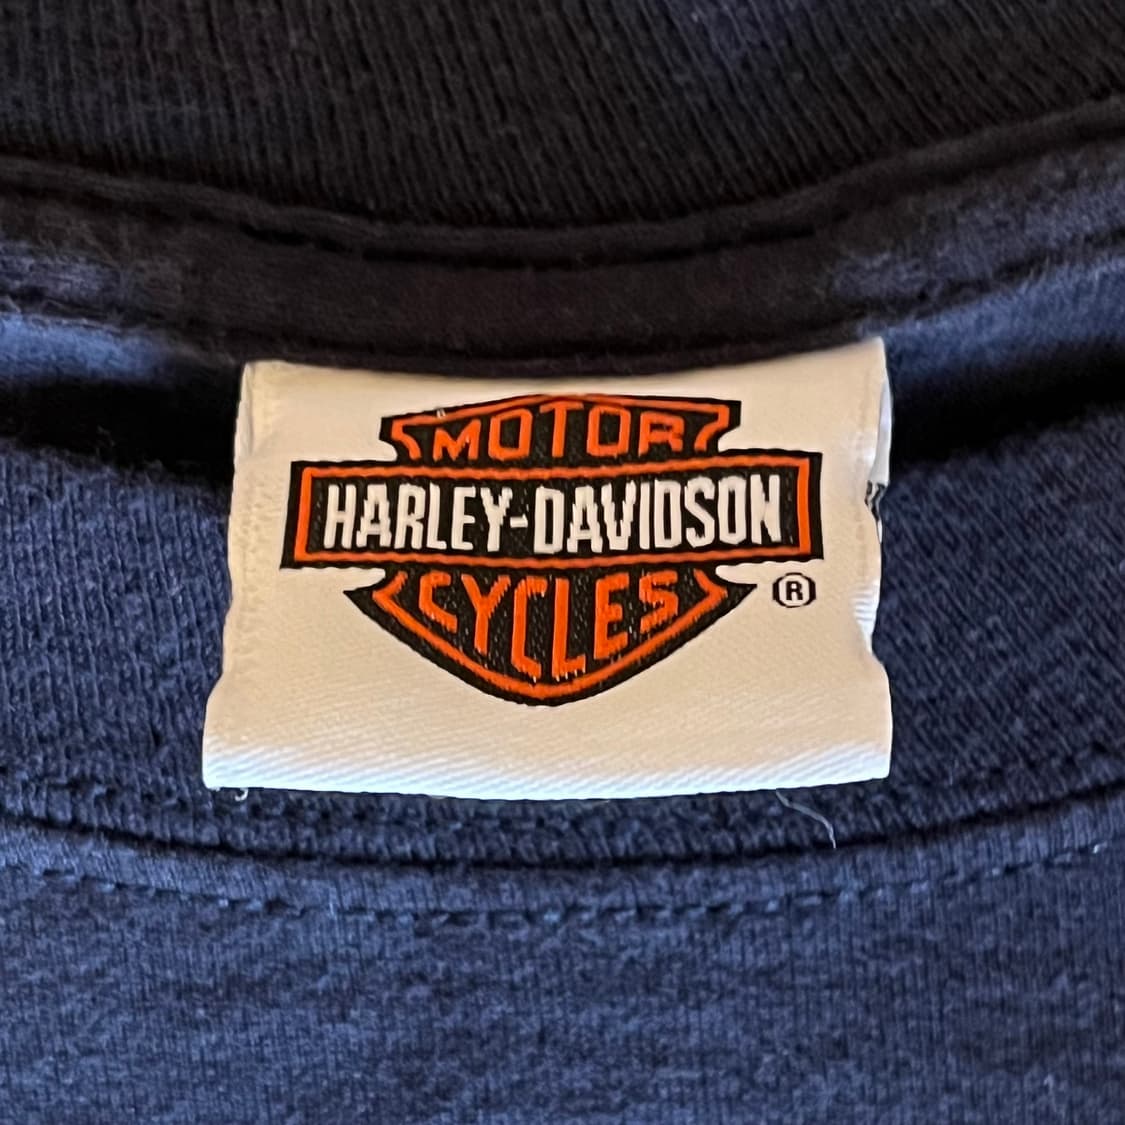 MOTOR
HARLEY-DAVIDSON
CYCLES
®